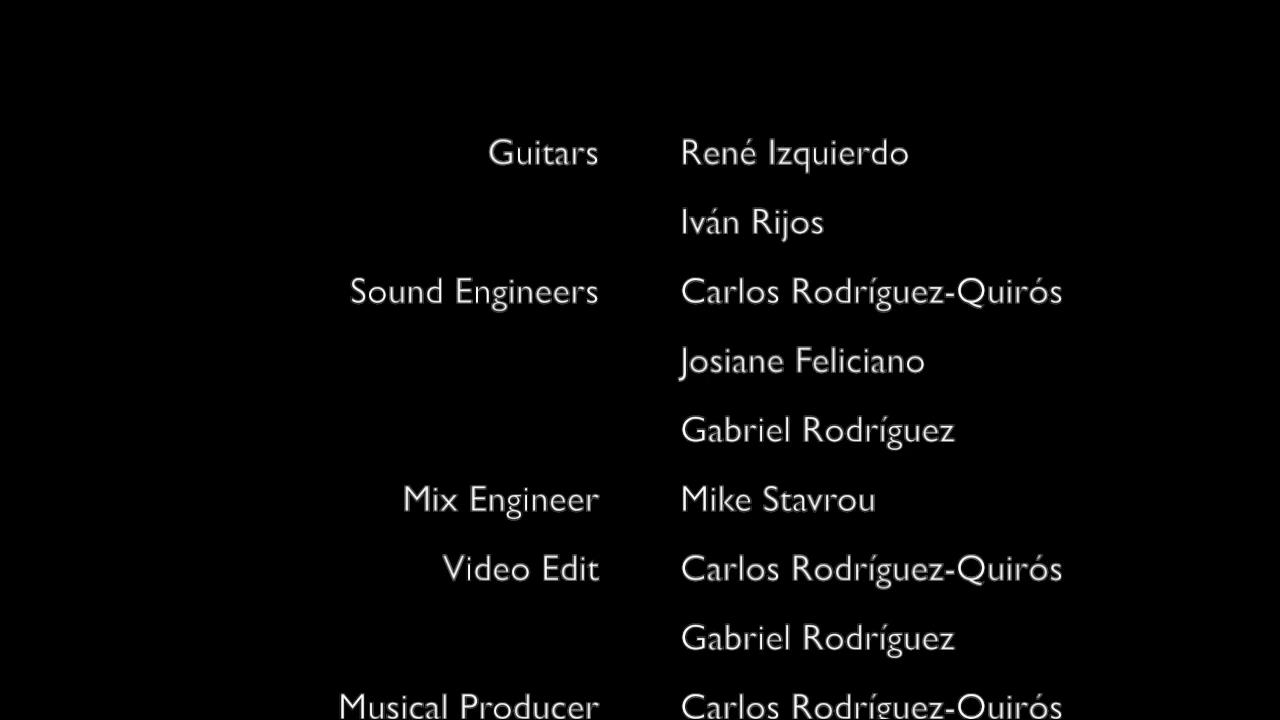 Guitars René Izquierdo
Iván Rijos
Sound Engineers Carlos Rodríguez-Quirós
Josiane Feliciano
Gabriel Rodríguez
Mix Engineer Mike Stavrou
Video Edit Carlos Rodríguez-Quirós
Gabriel Rodríguez
Musical Producer Carlos Rodríguez-Quirós